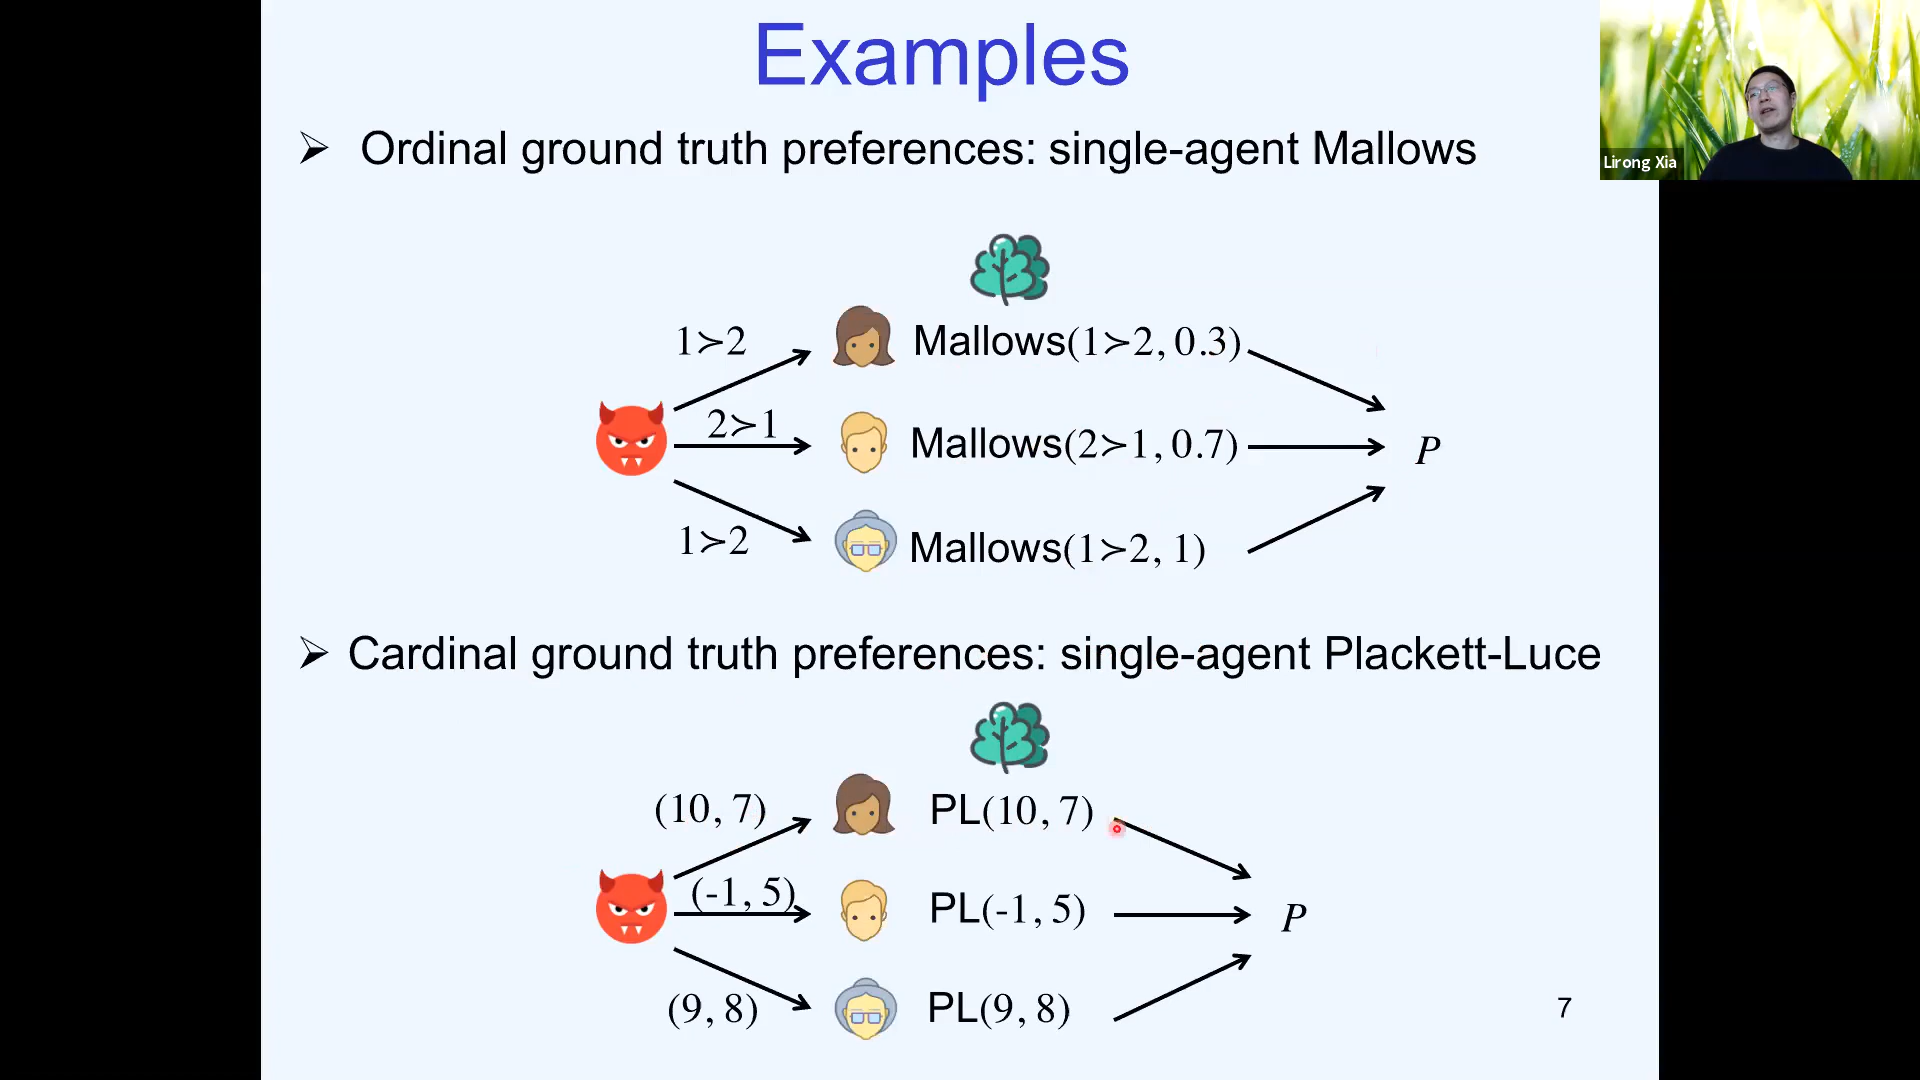 Examples
Lirong Xia
➢ Ordinal ground truth preferences: single-agent Mallows
1≻2
Mallows(1≻2, 0.3)
2≻1
Mallows(2≻1, 0.7)
P
1≻2
Mallows(1≻2, 1)
➢ Cardinal ground truth preferences: single-agent Plackett-Luce
(10, 7)
PL(10, 7)
(-1, 5)
PL(-1, 5)
P
(9, 8)
PL(9, 8)
7